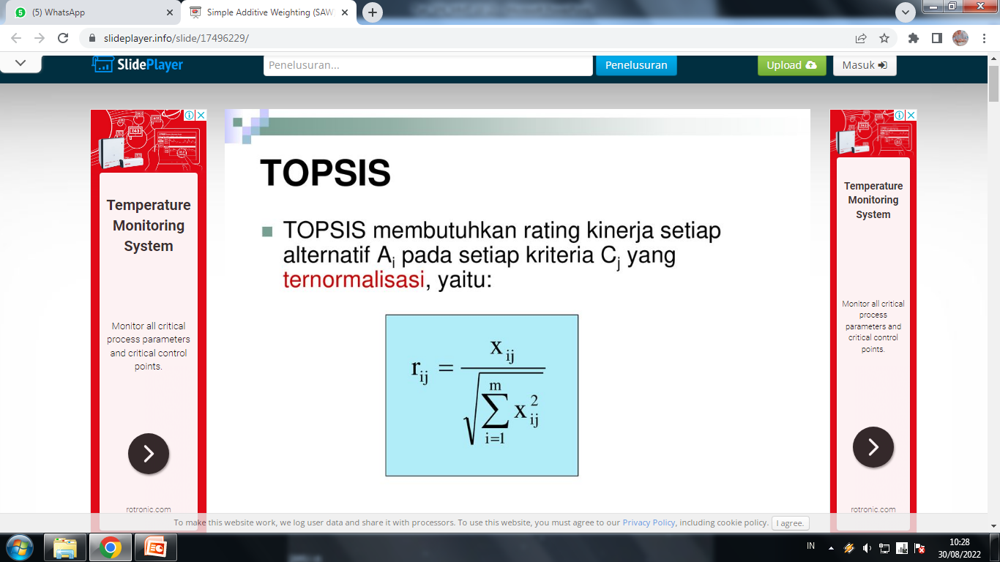 (5) WhatsApp
Simple Additive Weighting (SAW
slideplayer.info/slide/17496229/
SlidePlayer
Penelusuran...
Penelusuran
Upload
Masuk
Temperature
Monitoring
System
Monitor all critical
process parameters
and critical control
points.
rotronic.com
TOPSIS
TOPSIS membutuhkan rating kinerja setiap
alternatif Ai pada setiap kriteria Cj yang
ternormalisasi, yaitu:
rij = xij / √ m ∑ i=1 x²ij
Temperature
Monitoring
System
Monitor all critical
process
parameters and
critical control
points.
rotronic.com
To make this website work, we log user data and share it with processors. To use this website, you must agree to our Privacy Policy, including cookie policy.
I agree.
IN
10:28
30/08/2022